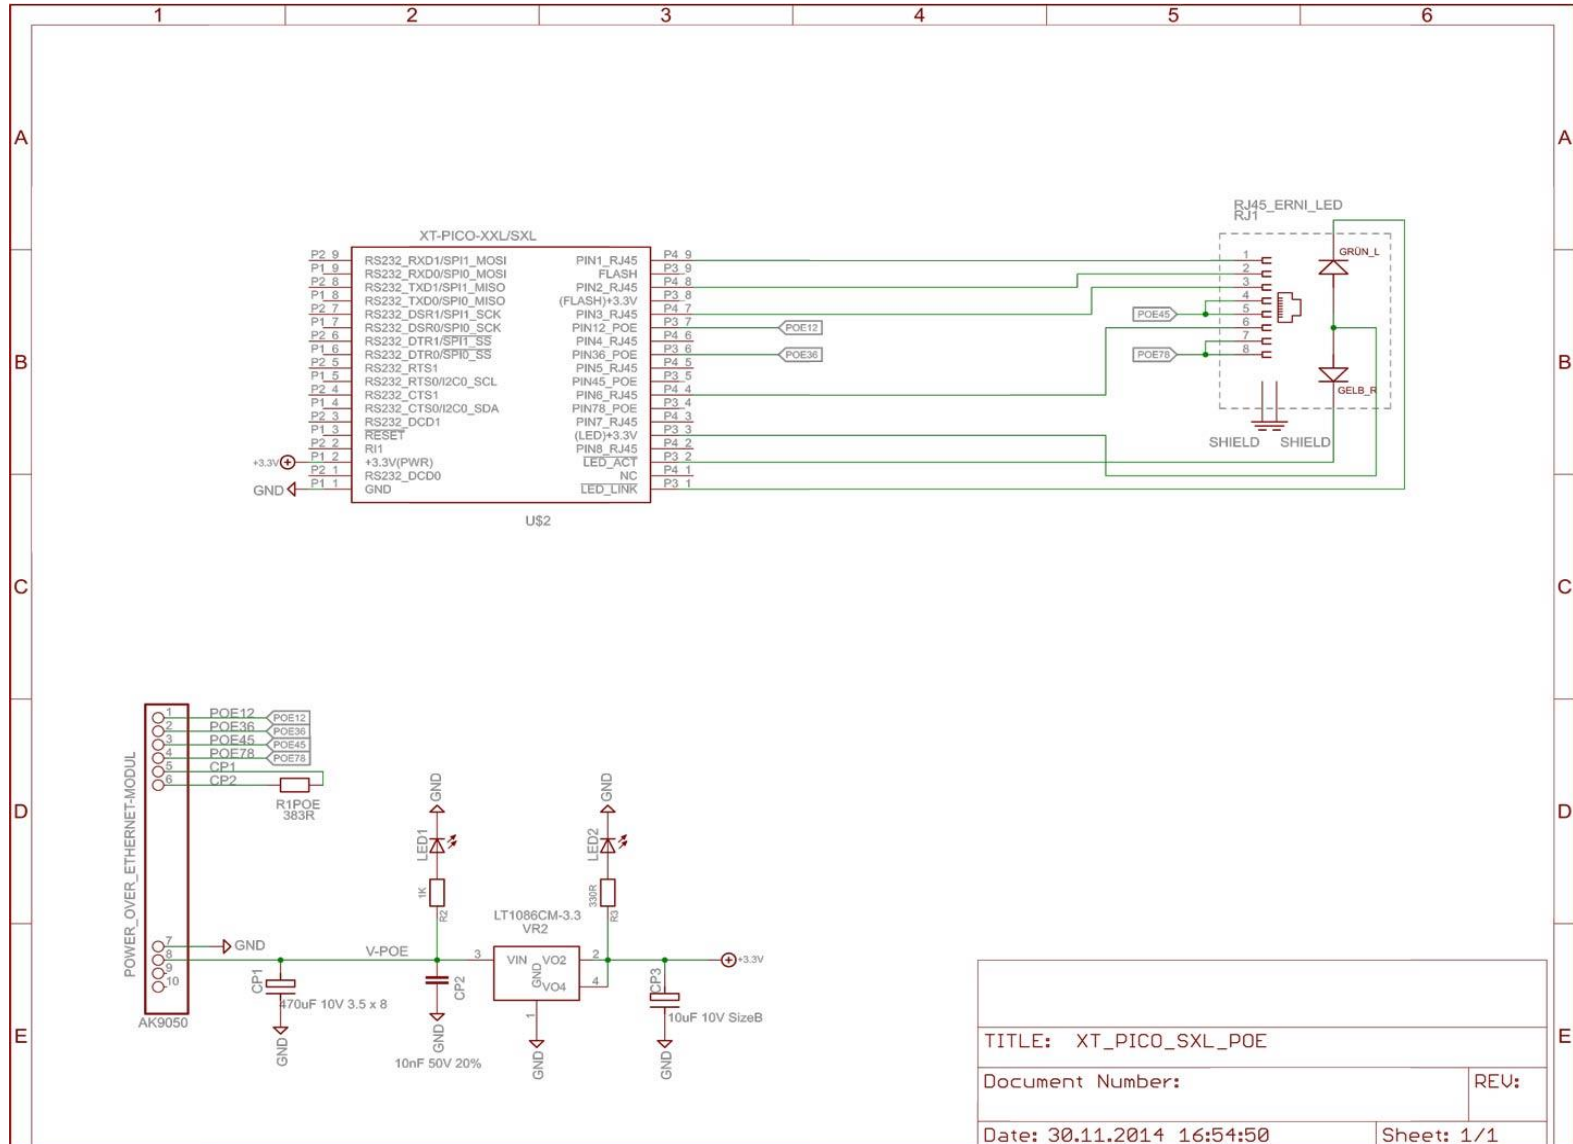 1 2 3 4 5 6
A A
B B
C C
D D
E E
XT-PICO-XXL/SXL
P2 9 RS232_RXD1/SPI1_MOSI PIN1_RJ45 P4 9
P1 9 RS232_RXD0/SPI1_MOSI FLASH P3 9
P2 8 RS232_TXD1/SPI1_MISO PIN2_RJ45 P4 8
P1 8 RS232_TXD0/SPI0_MISO (FLASH)+3.3V P3 8
P2 7 RS232_DSR1/SPI1_SCK PIN3_RJ45 P4 7
P1 7 RS232_DSR0/SPI0_SCK PIN12_POE P3 7
P2 6 RS232_DTR1/SPI1_SS PIN4_RJ45 P4 6
P1 6 RS232_DTR0/SPI0_SS PIN36_POE P3 6
P2 5 RS232_RTS1 PIN5_RJ45 P4 5
P1 5 RS232_RTS0/I2C0_SCL PIN45_POE P3 5
P2 4 RS232_CTS1 PIN6_RJ45 P4 4
P1 4 RS232_CTS0/I2C0_SDA PIN78_POE P3 4
P2 3 RS232_DCD1 PIN7_RJ45 P4 3
P1 3 RESET (LED)+3.3V P3 3
P2 2 RI1 PIN8_RJ45 P4 2
+3.3V P1 2 +3.3V(PWR) LED_ACT P3 2
P2 1 RS232_DCD0 NC P4 1
GND P1 1 GND LED_LINK P3 1
U$2
POE12
POE36
RJ45_ERNI_LED
RJ1
GRÜN_L
1
2
3
4
POE45 5
6
7
POE78 8
GELB_R
SHIELD SHIELD
POWER_OVER_ETHERNET-MODUL
1 POE12 POE12
2 POE36 POE36
3 POE45 POE45
4 POE78 POE78
5 CP1
6 CP2
R1POE
383R
7 GND
8
9
10
AK9050
V-POE
CP1
470uF 10V 3.5 x 8
GND
GND
LED1
1K
R2
CP2
GND
10nF 50V 20%
LT1086CM-3.3
VR2
3 VIN VO2 2
GND
VO4 4
1
GND
GND
LED2
330R
R3
+3.3V
CP3
10uF 10V SizeB
GND
TITLE: XT_PICO_SXL_POE
Document Number: REV:
Date: 30.11.2014 16:54:50 Sheet: 1/1